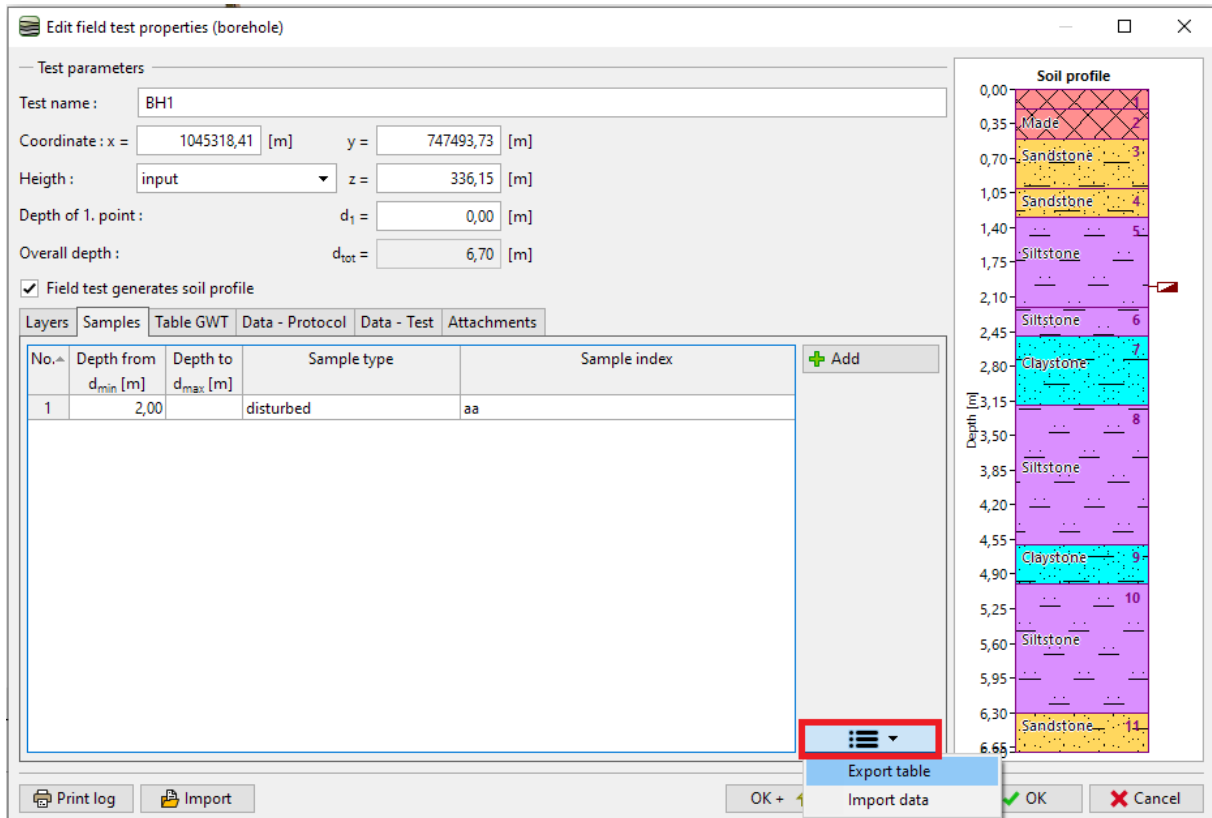 Edit field test properties (borehole)
Test parameters
Test name : BH1
Coordinate : x = 1045318,41 [m] y = 747493,73 [m]
Heigth : input z = 336,15 [m]
Depth of 1. point : d1 = 0,00 [m]
Overall depth : dtot = 6,70 [m]
Field test generates soil profile
Layers Samples Table GWT Data - Protocol Data - Test Attachments
No. Depth from Depth to Sample type Sample index
dmin [m] dmax [m]
1 2,00 disturbed aa
Add
Export table
Import data
Print log Import OK + OK Cancel
Soil profile
Depth [m]
0,00
1
0,35 Made 2
0,70 Sandstone 3
1,05
Sandstone 4
1,40 5
1,75 Siltstone
2,10
Siltstone 6
2,45
7
2,80 Claystone
3,15
8
3,50
3,85 Siltstone
4,20
4,55
Claystone 9
4,90
10
5,25
5,60 Siltstone
5,95
6,30
Sandstone 11